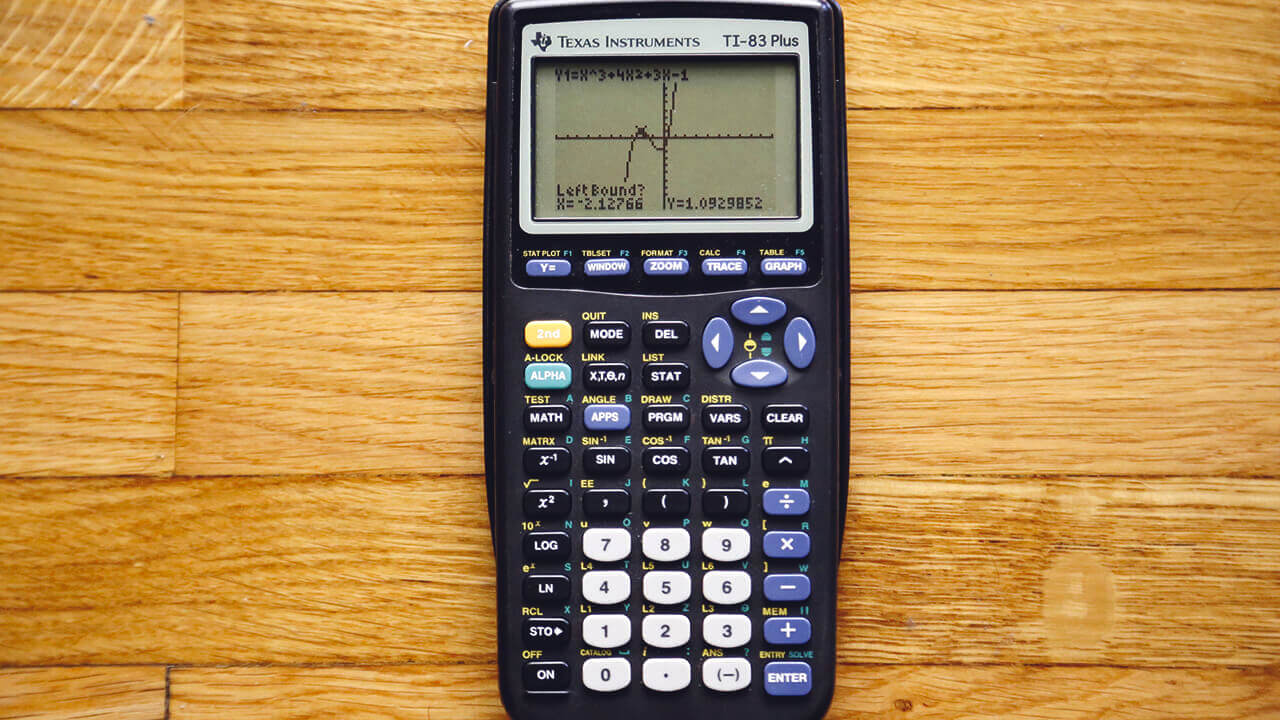 TEXAS INSTRUMENTS TI-83 Plus
Y1=X^3+4X²+3X-1
Left Bound?
X=-2.12766 Y=1.0929852
STAT PLOT F1 TBLSET F2 FORMAT F3 CALC F4 TABLE F5
Y= WINDOW ZOOM TRACE GRAPH
QUIT INS
2nd MODE DEL
A-LOCK LINK LIST
ALPHA X,T,Θ,n STAT
TEST A ANGLE B DRAW C DISTR
MATH APPS PRGM VARS CLEAR
MATRX D SIN⁻¹ E COS⁻¹ F TAN⁻¹ G π H
x⁻¹ SIN COS TAN ^
√ I EE J { K } L e M
x² , ( ) ÷
10ˣ N u O v P w Q [ R
LOG 7 8 9 ×
eˣ S L4 T L5 U L6 V ] W
LN 4 5 6 −
RCL X L1 Y L2 Z L3 Θ MEM "
STO▸ 1 2 3 +
OFF CATALOG ⎵ i : ANS ? ENTRY SOLVE
ON 0 . (−) ENTER